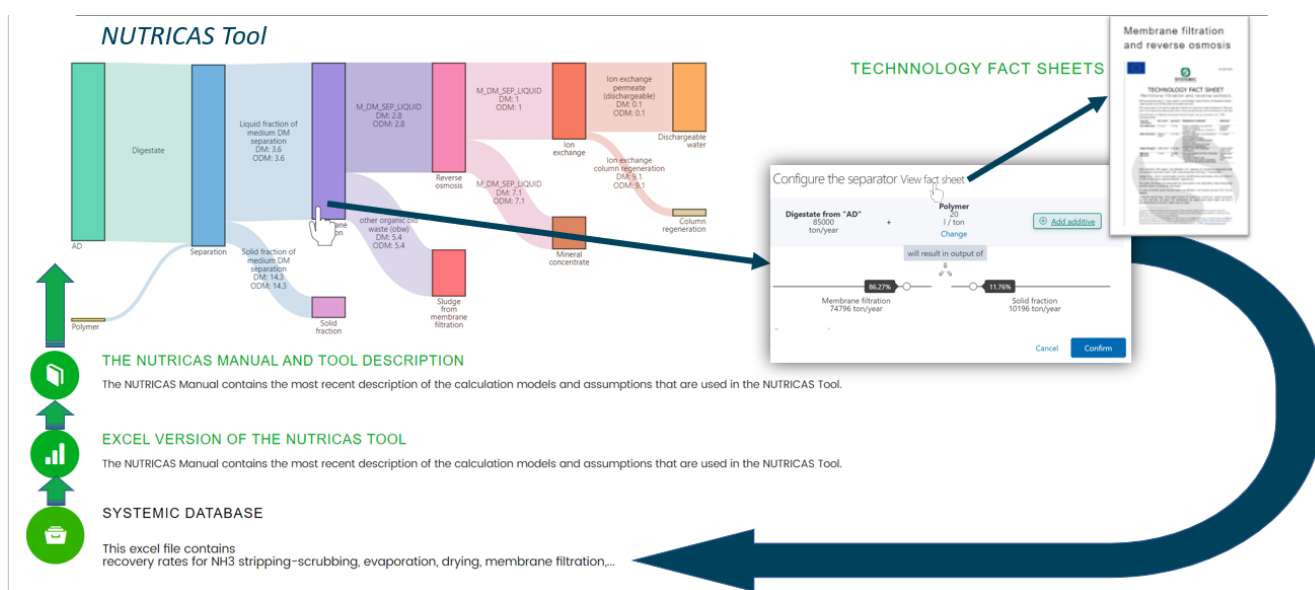 NUTRICAS Tool
TECHNNOLOGY FACT SHEETS
Membrane filtration
and reverse osmosis
TECHNOLOGY FACT SHEET
Membrane filtration and reverse osmosis
AD
Digestate
Polymer
Separation
Liquid fraction of
medium DM
separation
DM: 3.6
ODM: 3.6
Solid fraction of
medium DM
separation
DM: 14.3
ODM: 14.3
Solid
fraction
M_DM_SEP_LIQUID
DM: 2.8
ODM: 2.8
other organic bio
waste (obw)
DM: 5.4
ODM: 5.4
Sludge
from
membrane
filtration
Reverse
osmosis
M_DM_SEP_LIQUID
DM: 1
ODM: 1
M_DM_SEP_LIQUID
DM: 7.1
ODM: 7.1
Mineral
concentrate
Ion
exchange
Ion exchange
permeate
(dischargeable)
DM: 0.1
ODM: 0.1
Ion exchange
column regeneration
DM: 9.1
ODM: 9.1
Dischargeable
water
Column
regeneration
Configure the separator View fact sheet
Digestate from "AD"
85000
ton/year
+
Polymer
20
l / ton
Change
Add additive
will result in output of
86.27%
11.76%
Membrane filtration
74796 ton/year
Solid fraction
10196 ton/year
Cancel
Confirm
THE NUTRICAS MANUAL AND TOOL DESCRIPTION
The NUTRICAS Manual contains the most recent description of the calculation models and assumptions that are used in the NUTRICAS Tool.
EXCEL VERSION OF THE NUTRICAS TOOL
The NUTRICAS Manual contains the most recent description of the calculation models and assumptions that are used in the NUTRICAS Tool.
SYSTEMIC DATABASE
This excel file contains
recovery rates for NH3 stripping-scrubbing, evaporation, drying, membrane filtration,...